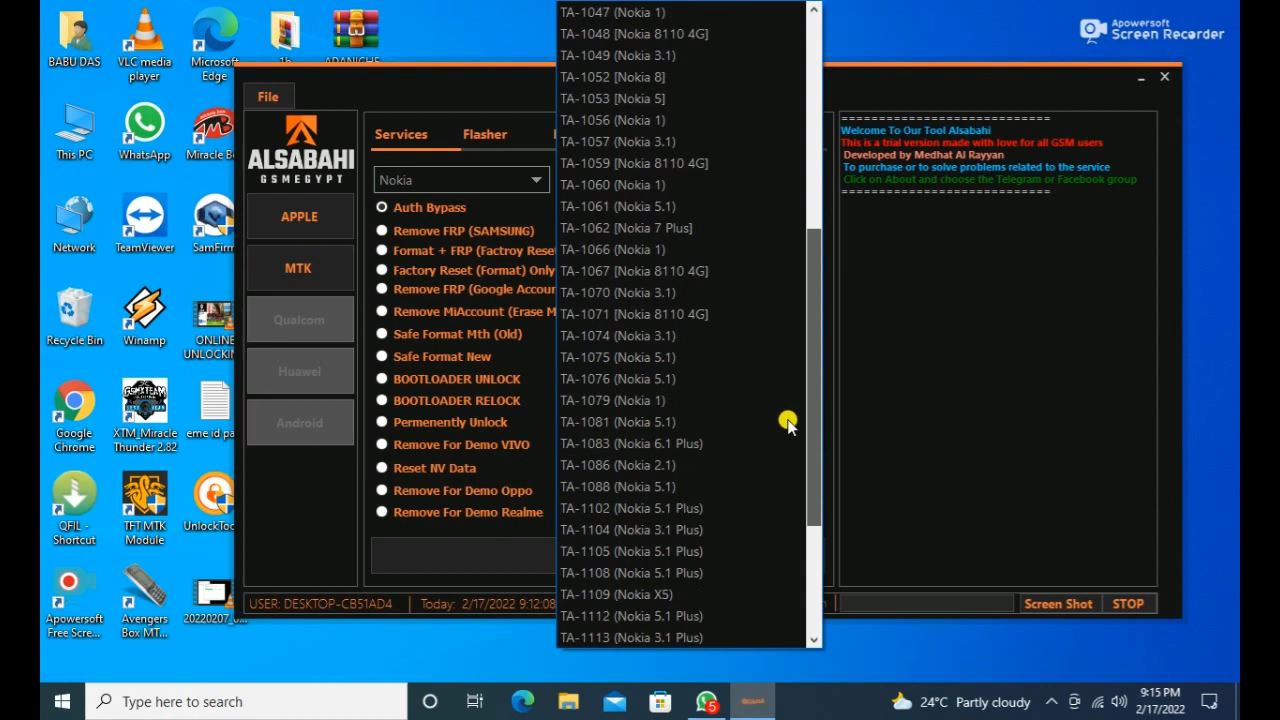 BABU DAS
VLC media
player
Microsoft
Edge
This PC
WhatsApp
Miracle B
Network
TeamViewer
SamFirm
Recycle Bin
Winamp
ONLINE
UNLOCKIN
Google
Chrome
XTM_Miracle
Thunder 2.82
eme id pa
QFIL -
Shortcut
TFT MTK
Module
UnlockToo
Apowersoft
Free Scre...
Avengers
Box MT...
20220207_0...
Apowersoft
Screen Recorder
File
ALSABAHI
GSMEGYPT
APPLE
MTK
Qualcom
Huawei
Android
Services
Flasher
Nokia
Auth Bypass
Remove FRP (SAMSUNG)
Format + FRP (Factroy Rese
Factory Reset (Format) Only
Remove FRP (Google Accoun
Remove MiAccount (Erase M
Safe Format Mth (Old)
Safe Format New
BOOTLOADER UNLOCK
BOOTLOADER RELOCK
Permenently Unlock
Remove For Demo VIVO
Reset NV Data
Remove For Demo Oppo
Remove For Demo Realme
TA-1047 (Nokia 1)
TA-1048 [Nokia 8110 4G)
TA-1049 (Nokia 3.1)
TA-1052 [Nokia 8]
TA-1053 [Nokia 5]
TA-1056 (Nokia 1)
TA-1057 (Nokia 3.1)
TA-1059 [Nokia 8110 4G)
TA-1060 (Nokia 1)
TA-1061 (Nokia 5.1)
TA-1062 [Nokia 7 Plus]
TA-1066 (Nokia 1)
TA-1067 [Nokia 8110 4G)
TA-1070 (Nokia 3.1)
TA-1071 [Nokia 8110 4G)
TA-1074 (Nokia 3.1)
TA-1075 (Nokia 5.1)
TA-1076 (Nokia 5.1)
TA-1079 (Nokia 1)
TA-1081 (Nokia 5.1)
TA-1083 (Nokia 6.1 Plus)
TA-1086 (Nokia 2.1)
TA-1088 (Nokia 5.1)
TA-1102 (Nokia 5.1 Plus)
TA-1104 (Nokia 3.1 Plus)
TA-1105 (Nokia 5.1 Plus)
TA-1108 (Nokia 5.1 Plus)
TA-1109 (Nokia X5)
TA-1112 (Nokia 5.1 Plus)
TA-1113 (Nokia 3.1 Plus)
==============================
Welcome To Our Tool Alsabahi
This is a trial version made with love for all GSM users
Developed by Medhat Al Rayyan
To purchase or to solve problems related to the service
Click on About and choose the Telegram or Facebook group
==============================
USER: DESKTOP-CB51AD4
Today: 2/17/2022 9:12:08
Screen Shot
STOP
Type here to search
5
24°C Partly cloudy
9:15 PM
2/17/2022